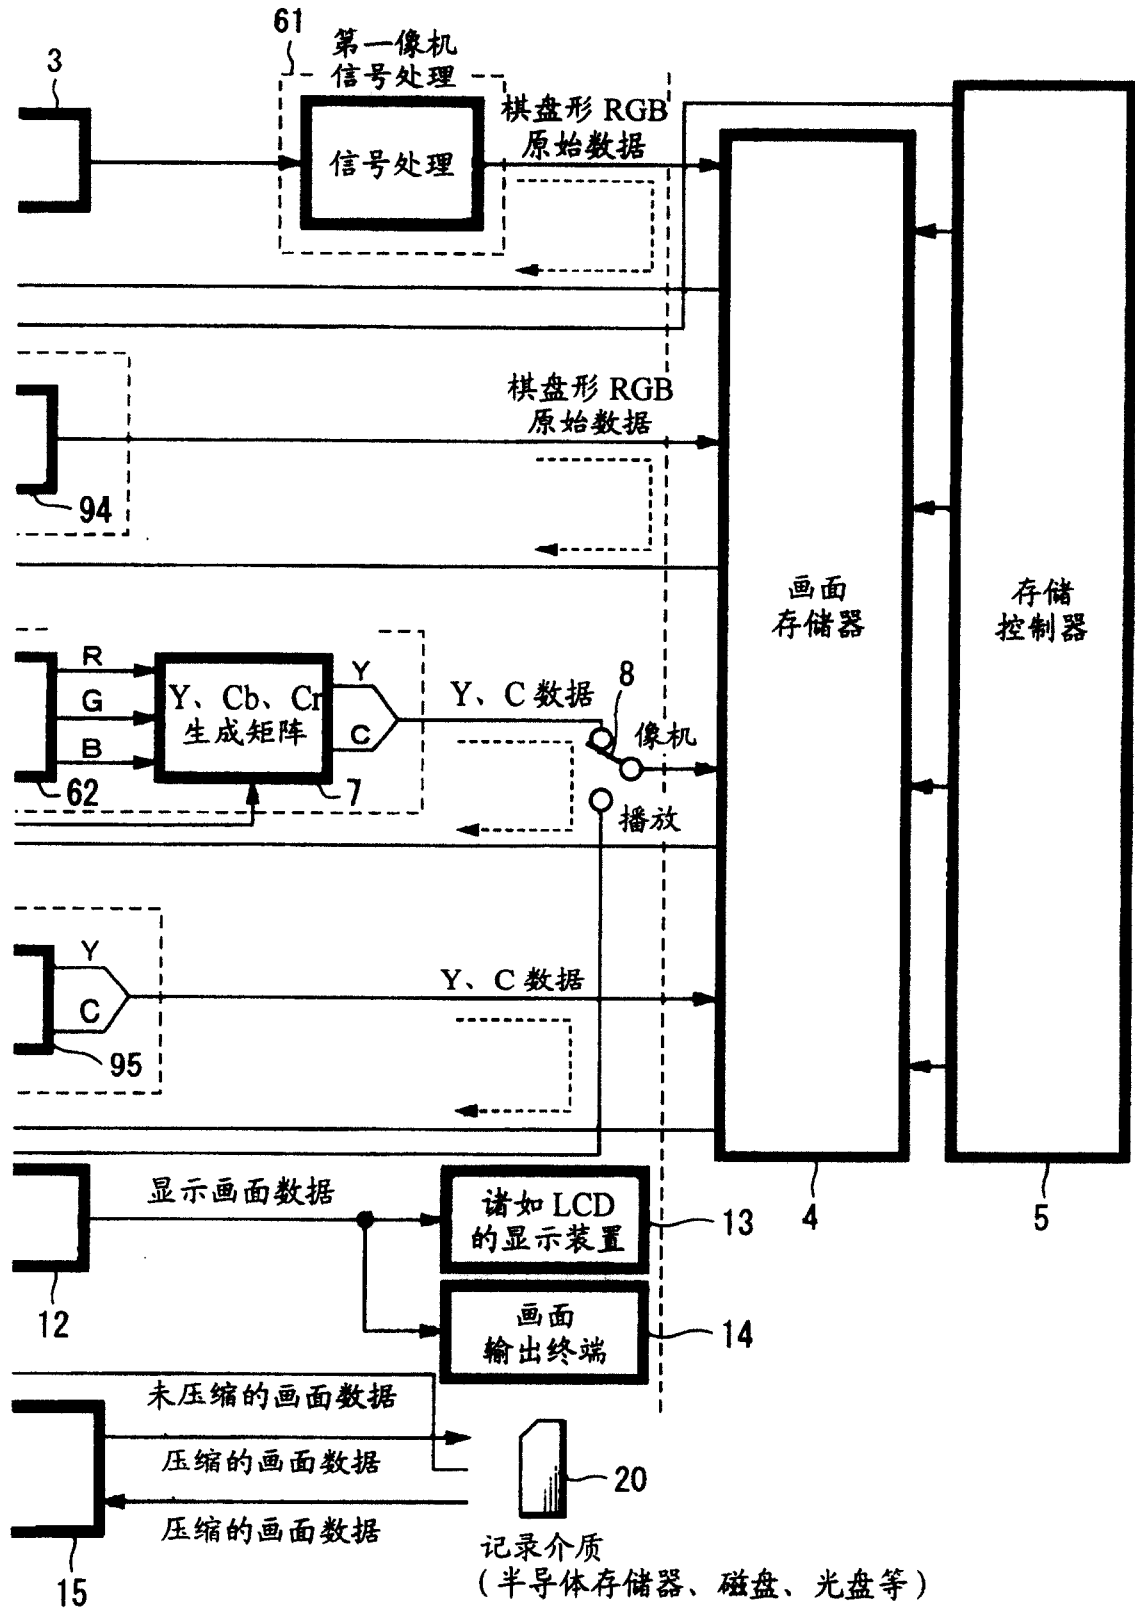 61
第一像机
信号处理
3
信号处理
棋盘形 RGB
原始数据
棋盘形 RGB
原始数据
94
画面
存储器
存储
控制器
R
G
B
Y、Cb、Cr
生成矩阵
Y
C
Y、C 数据
8
像机
62
7
播放
Y
C
Y、C 数据
95
4
5
显示画面数据
诸如 LCD
的显示装置
13
12
画面
输出终端
14
未压缩的画面数据
压缩的画面数据
压缩的画面数据
20
15
记录介质
（半导体存储器、磁盘、光盘等）